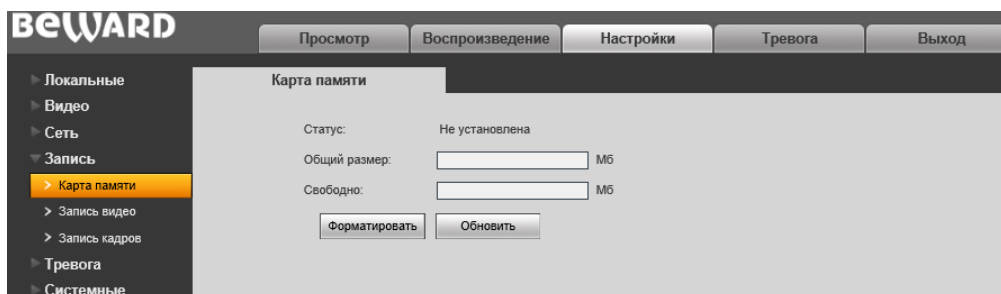 BEWARD
Просмотр Воспроизведение Настройки Тревога Выход
Локальные
Видео
Сеть
Запись
Карта памяти
Запись видео
Запись кадров
Тревога
Системные
Карта памяти
Статус: Не установлена
Общий размер: Мб
Свободно: Мб
Форматировать Обновить